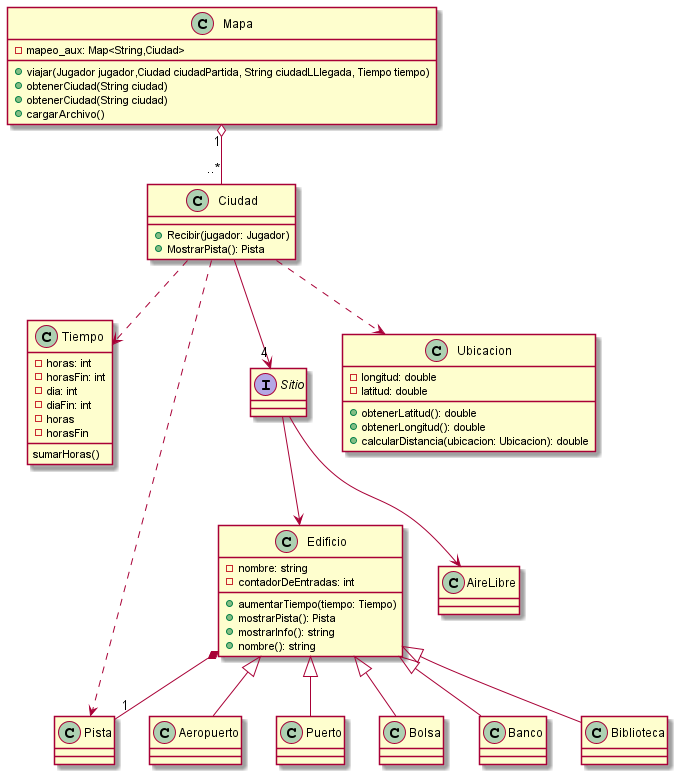 C Mapa
mapeo_aux: Map<String,Ciudad>
viajar(Jugador jugador,Ciudad ciudadPartida, String ciudadLLlegada, Tiempo tiempo)
obtenerCiudad(String ciudad)
obtenerCiudad(String ciudad)
cargarArchivo()
1
..*
C Ciudad
Recibir(jugador: Jugador)
MostrarPista(): Pista
C Tiempo
horas: int
horasFin: int
dia: int
diaFin: int
horas
horasFin
sumarHoras()
4
I Sitio
C Ubicacion
longitud: double
latitud: double
obtenerLatitud(): double
obtenerLongitud(): double
calcularDistancia(ubicacion: Ubicacion): double
C Edificio
nombre: string
contadorDeEntradas: int
aumentarTiempo(tiempo: Tiempo)
mostrarPista(): Pista
mostrarInfo(): string
nombre(): string
C AireLibre
1
C Pista
C Aeropuerto
C Puerto
C Bolsa
C Banco
C Biblioteca